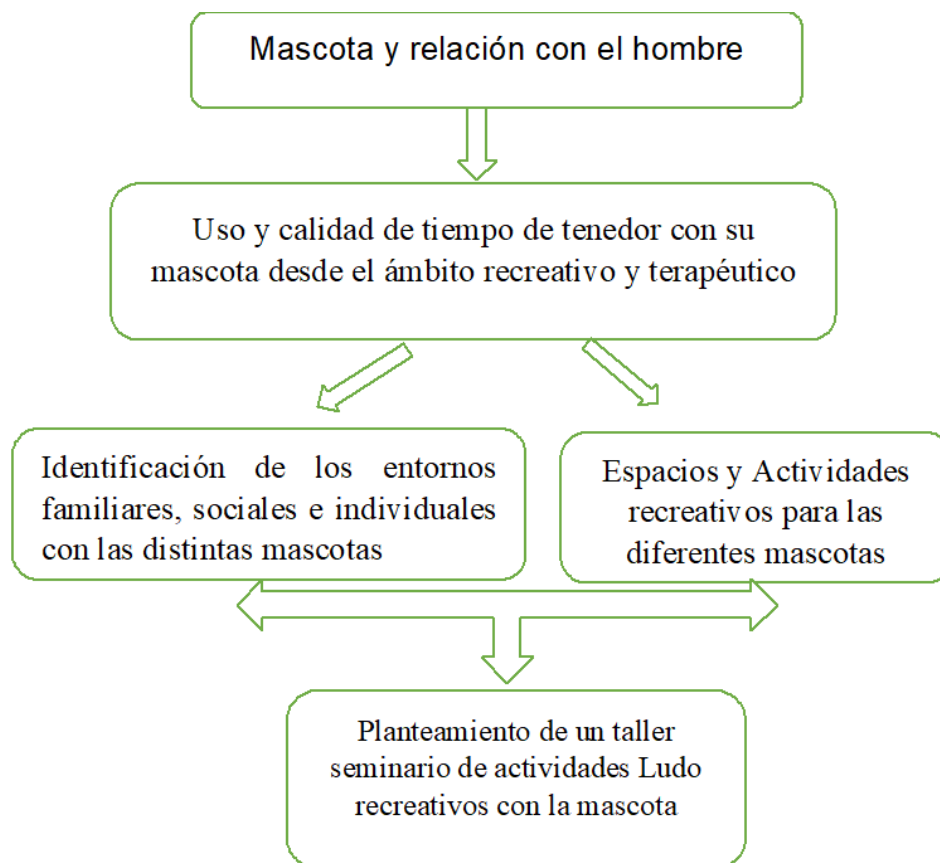 Mascota y relación con el hombre
Uso y calidad de tiempo de tenedor con su
mascota desde el ámbito recreativo y terapéutico
Identificación de los entornos
familiares, sociales e individuales
con las distintas mascotas
Espacios y Actividades
recreativos para las
diferentes mascotas
Planteamiento de un taller
seminario de actividades Ludo
recreativos con la mascota